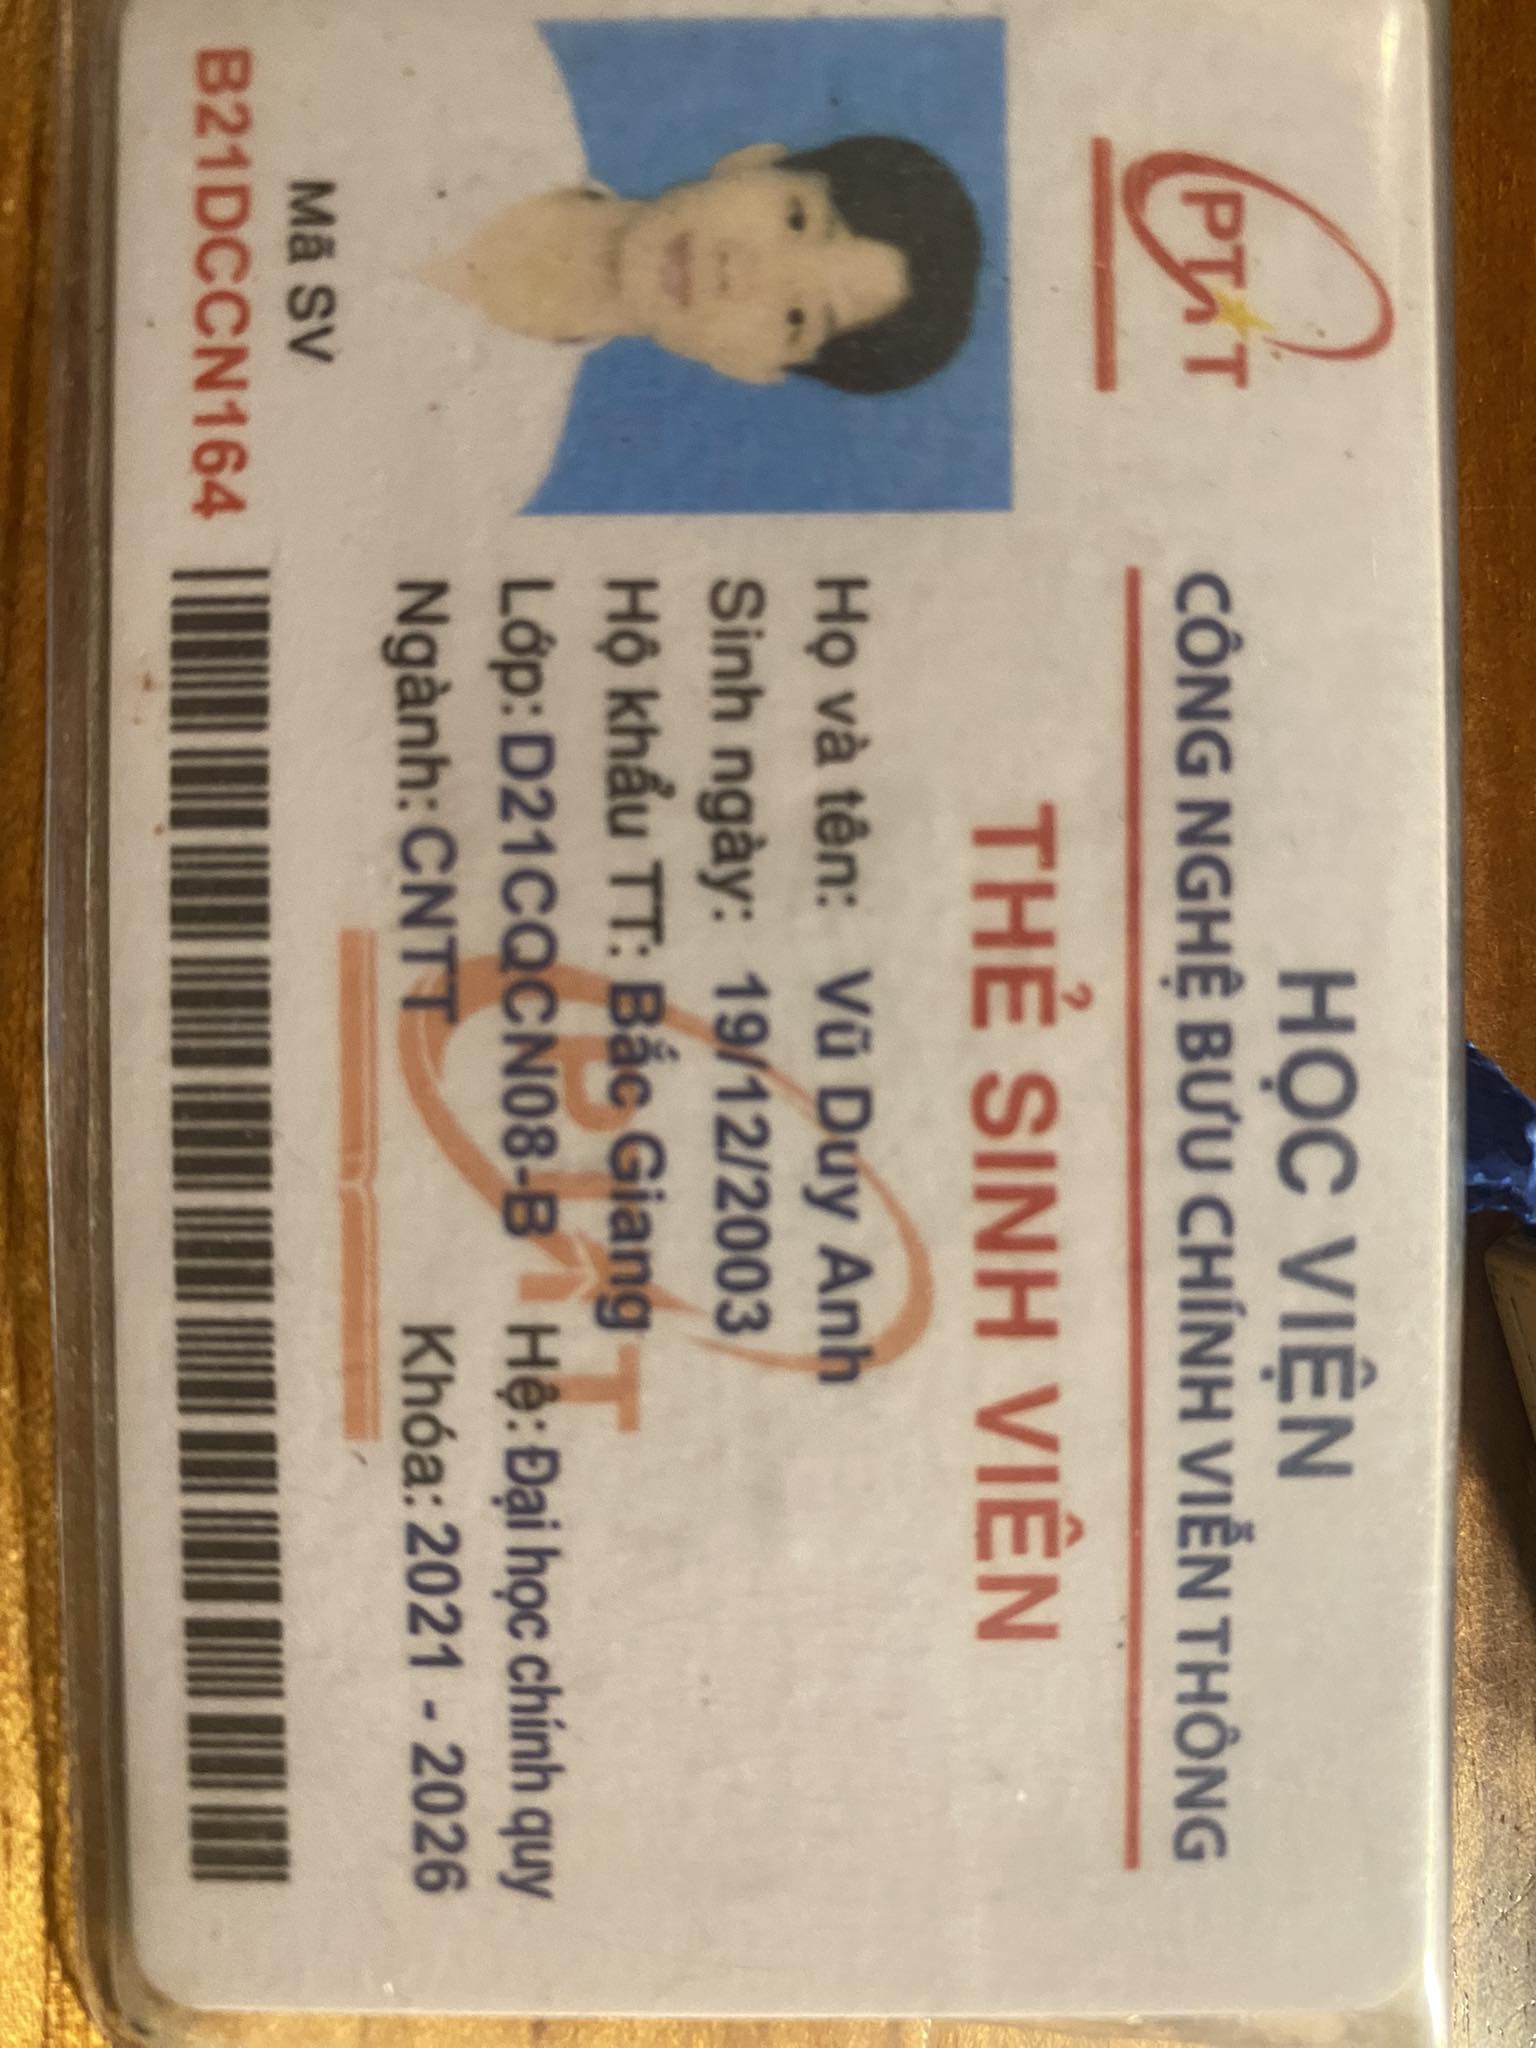 PTIT
HỌC VIỆN
CÔNG NGHỆ BƯU CHÍNH VIỄN THÔNG
THẺ SINH VIÊN
Họ và tên: Vũ Duy Anh
Sinh ngày: 19/12/2003
Hộ khẩu TT: Bắc Giang
Lớp: D21CQCN08-B Hệ: Đại học chính quy
Ngành: CNTT Khóa: 2021 - 2026
PTIT
Mã SV
B21DCCN164